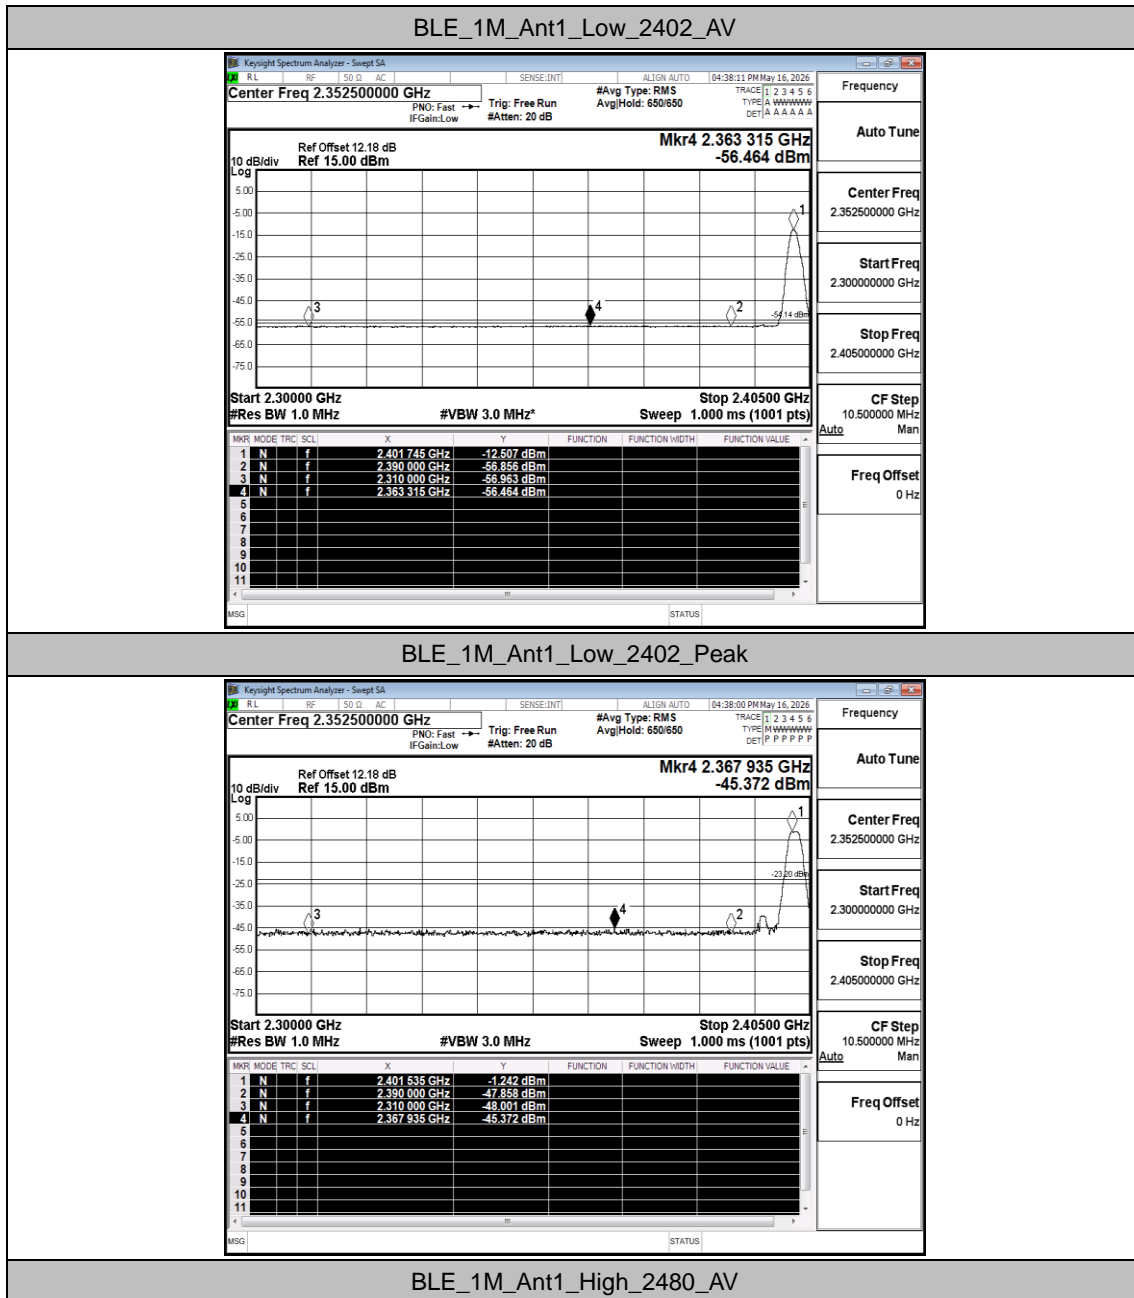 BLE_1M_Ant1_Low_2402_AV
Keysight Spectrum Analyzer - Swept SA
RL RF 50 Ω AC SENSE:INT ALIGN AUTO 04:38:11 PM May 16, 2026
Center Freq 2.352500000 GHz
PNO: Fast
IFGain:Low
Trig: Free Run
#Atten: 20 dB
#Avg Type: RMS
Avg|Hold: 650/650
TRACE 1 2 3 4 5 6
TYPE A WWWWW
DET A A A A A A
Ref Offset 12.18 dB
10 dB/div Ref 15.00 dBm
Log
Mkr4 2.363 315 GHz
-56.464 dBm
5.00
-5.00
-15.0
-25.0
-35.0
-45.0
-55.0
-65.0
-75.0
1
3
4
2
-54.14 dBm
Start 2.30000 GHz Stop 2.40500 GHz
#Res BW 1.0 MHz #VBW 3.0 MHz* Sweep 1.000 ms (1001 pts)
MKR MODE TRC SCL X Y FUNCTION FUNCTION WIDTH FUNCTION VALUE
1 N f 2.401 745 GHz -12.507 dBm
2 N f 2.390 000 GHz -56.856 dBm
3 N f 2.310 000 GHz -56.963 dBm
4 N f 2.363 315 GHz -56.464 dBm
5
6
7
8
9
10
11
MSG STATUS
Frequency
Auto Tune
Center Freq
2.352500000 GHz
Start Freq
2.300000000 GHz
Stop Freq
2.405000000 GHz
CF Step
10.500000 MHz
Auto Man
Freq Offset
0 Hz
BLE_1M_Ant1_Low_2402_Peak
Keysight Spectrum Analyzer - Swept SA
RL RF 50 Ω AC SENSE:INT ALIGN AUTO 04:38:00 PM May 16, 2026
Center Freq 2.352500000 GHz
PNO: Fast
IFGain:Low
Trig: Free Run
#Atten: 20 dB
#Avg Type: RMS
Avg|Hold: 650/650
TRACE 1 2 3 4 5 6
TYPE M WWWWW
DET P P P P P P
Ref Offset 12.18 dB
10 dB/div Ref 15.00 dBm
Log
Mkr4 2.367 935 GHz
-45.372 dBm
5.00
-5.00
-15.0
-25.0
-35.0
-45.0
-55.0
-65.0
-75.0
1
-23.20 dBm
3
4
2
Start 2.30000 GHz Stop 2.40500 GHz
#Res BW 1.0 MHz #VBW 3.0 MHz Sweep 1.000 ms (1001 pts)
MKR MODE TRC SCL X Y FUNCTION FUNCTION WIDTH FUNCTION VALUE
1 N f 2.401 535 GHz -1.242 dBm
2 N f 2.390 000 GHz -47.858 dBm
3 N f 2.310 000 GHz -48.001 dBm
4 N f 2.367 935 GHz -45.372 dBm
5
6
7
8
9
10
11
MSG STATUS
Frequency
Auto Tune
Center Freq
2.352500000 GHz
Start Freq
2.300000000 GHz
Stop Freq
2.405000000 GHz
CF Step
10.500000 MHz
Auto Man
Freq Offset
0 Hz
BLE_1M_Ant1_High_2480_AV